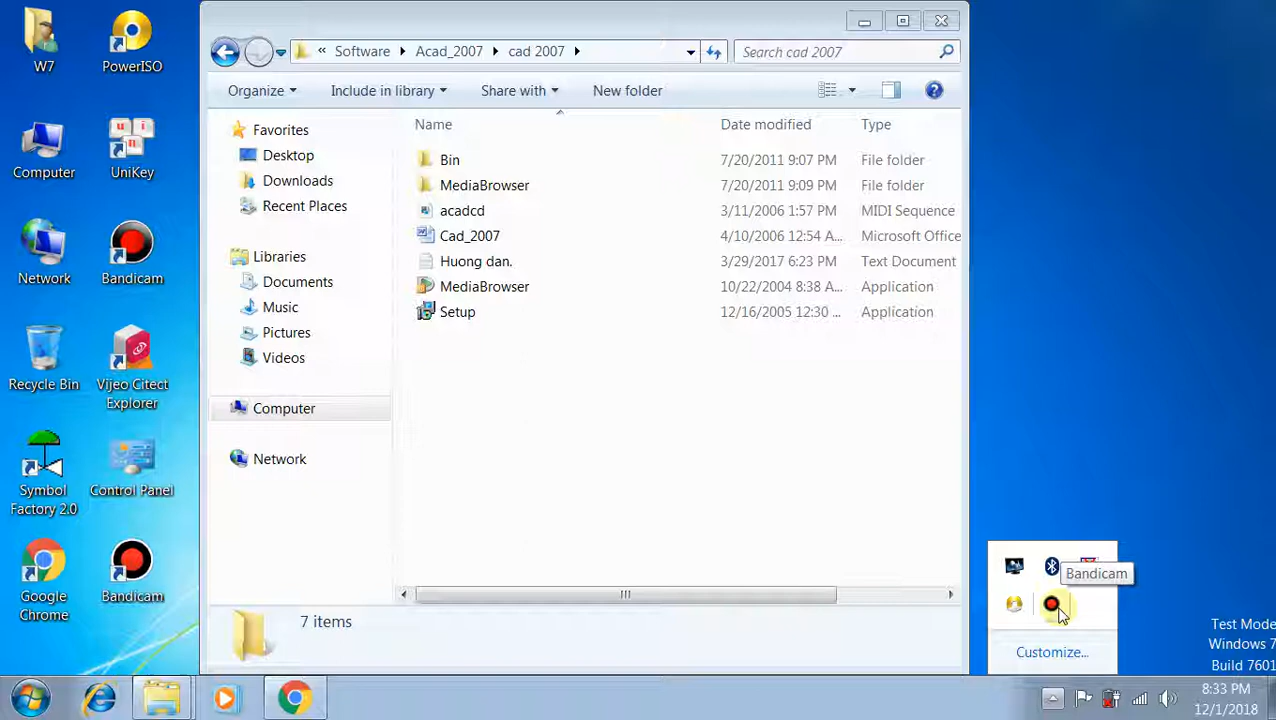 W7
PowerISO
Computer
UniKey
Network
Bandicam
Recycle Bin
Vijeo Citect
Explorer
Symbol
Factory 2.0
Control Panel
Google
Chrome
Bandicam
« Software Acad_2007 cad 2007
Search cad 2007
Organize Include in library Share with New folder
Favorites
Desktop
Downloads
Recent Places
Libraries
Documents
Music
Pictures
Videos
Computer
Network
Name Date modified Type
Bin 7/20/2011 9:07 PM File folder
MediaBrowser 7/20/2011 9:09 PM File folder
acadcd 3/11/2006 1:57 PM MIDI Sequence
Cad_2007 4/10/2006 12:54 A... Microsoft Office
Huong dan. 3/29/2017 6:23 PM Text Document
MediaBrowser 10/22/2004 8:38 A... Application
Setup 12/16/2005 12:30 ... Application
7 items
Bandicam
Customize...
Test Mode
Windows 7
Build 7601
8:33 PM
12/1/2018